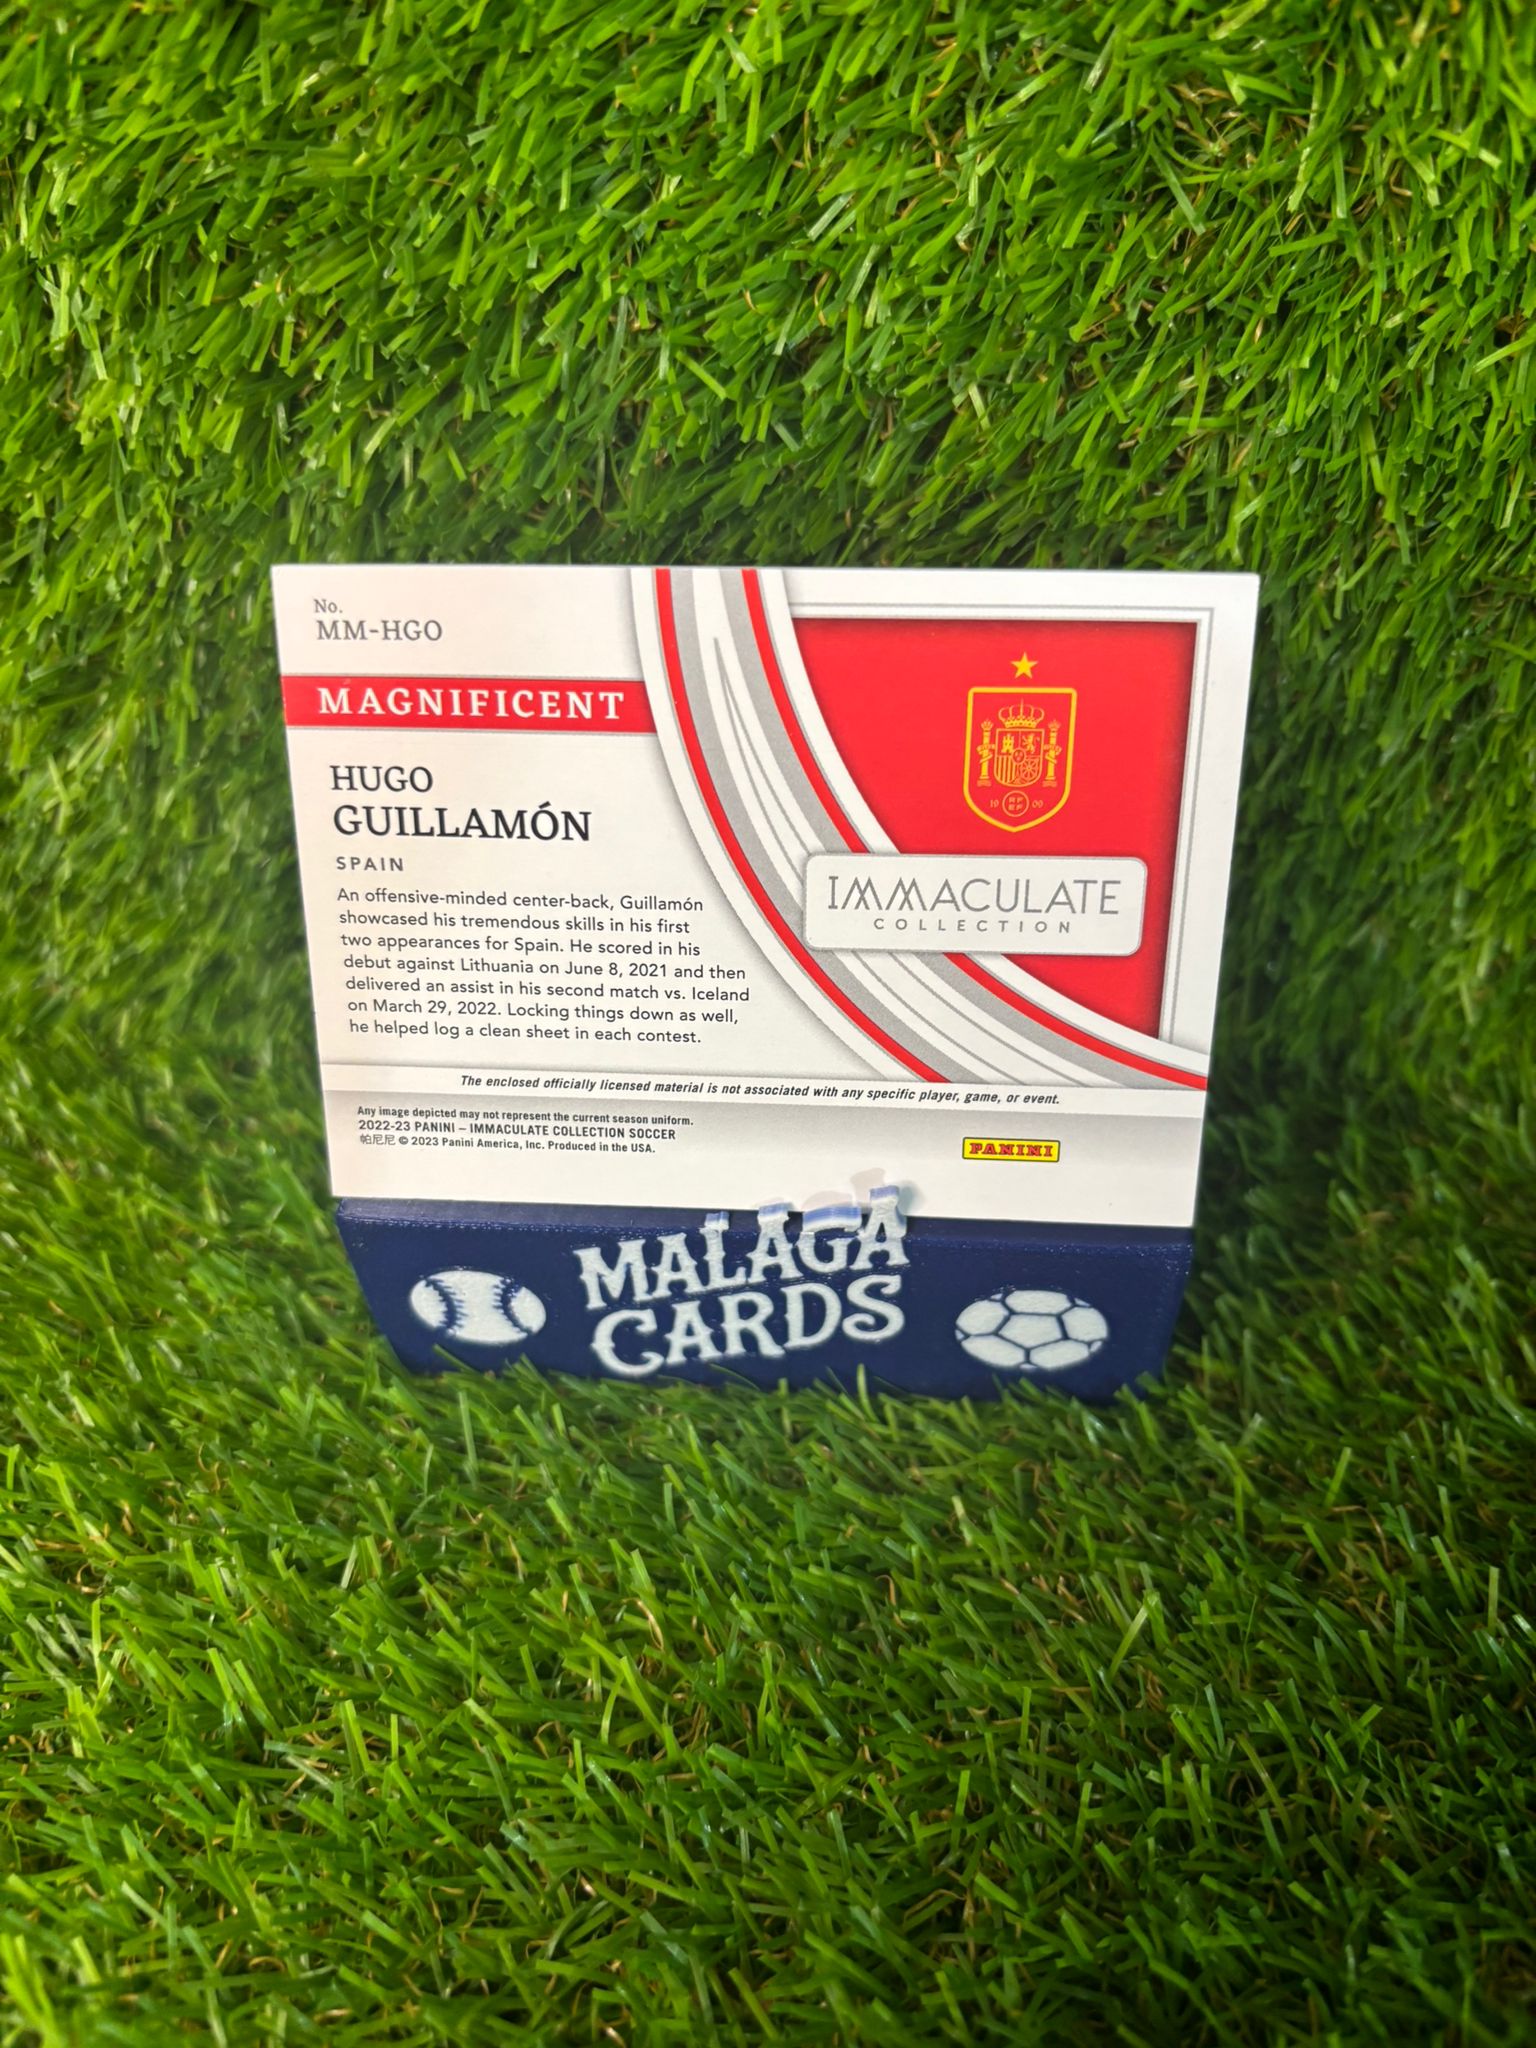 No.
MM-HGO
MAGNIFICENT
HUGO
GUILLAMÓN
SPAIN
An offensive-minded center-back, Guillamón
showcased his tremendous skills in his first
two appearances for Spain. He scored in his
debut against Lithuania on June 8, 2021 and then
delivered an assist in his second match vs. Iceland
on March 29, 2022. Locking things down as well,
he helped log a clean sheet in each contest.
19 RFEF 09
IMMACULATE
COLLECTION
The enclosed officially licensed material is not associated with any specific player, game, or event.
Any image depicted may not represent the current season uniform.
2022-23 PANINI – IMMACULATE COLLECTION SOCCER
帕尼尼 © 2023 Panini America, Inc. Produced in the USA.
PANINI
MALAGA
CARDS